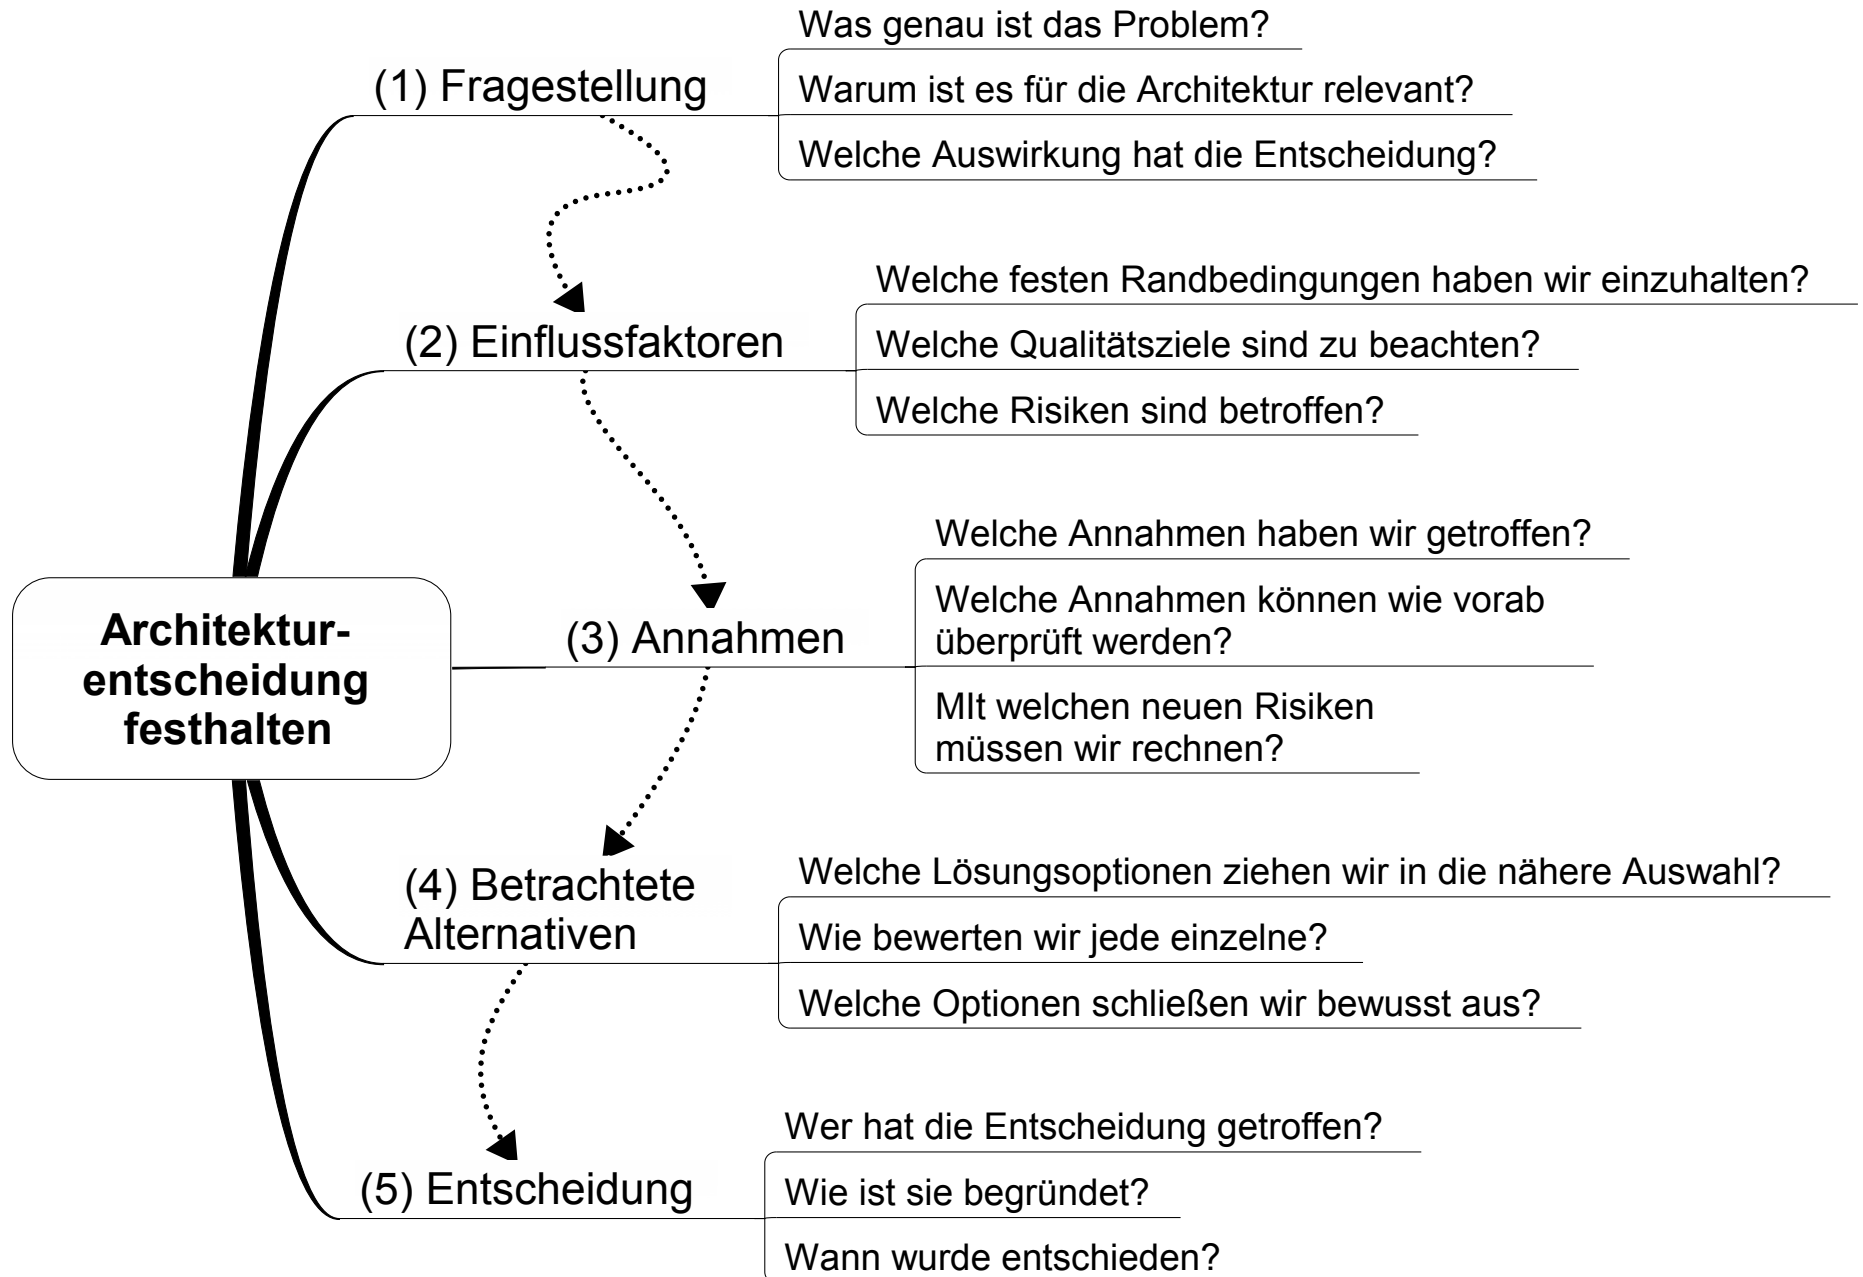 Was genau ist das Problem?
(1) Fragestellung
Warum ist es für die Architektur relevant?
Welche Auswirkung hat die Entscheidung?
Welche festen Randbedingungen haben wir einzuhalten?
(2) Einflussfaktoren
Welche Qualitätsziele sind zu beachten?
Welche Risiken sind betroffen?
Architektur-
entscheidung
festhalten
Welche Annahmen haben wir getroffen?
(3) Annahmen
Welche Annahmen können wie vorab
überprüft werden?
MIt welchen neuen Risiken
müssen wir rechnen?
Welche Lösungsoptionen ziehen wir in die nähere Auswahl?
(4) Betrachtete
Alternativen
Wie bewerten wir jede einzelne?
Welche Optionen schließen wir bewusst aus?
Wer hat die Entscheidung getroffen?
(5) Entscheidung
Wie ist sie begründet?
Wann wurde entschieden?